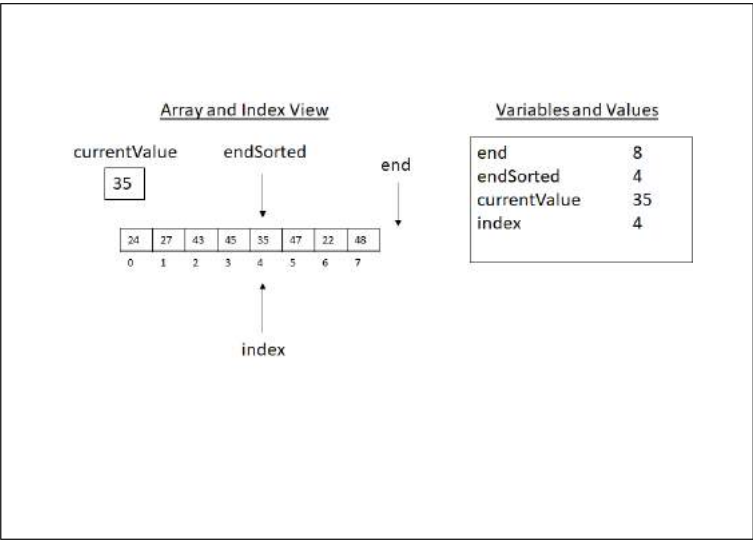 Array and Index View
Variables and Values
currentValue
endSorted
end
35
24 27 43 45 35 47 22 48
0 1 2 3 4 5 6 7
index
end 8
endSorted 4
currentValue 35
index 4